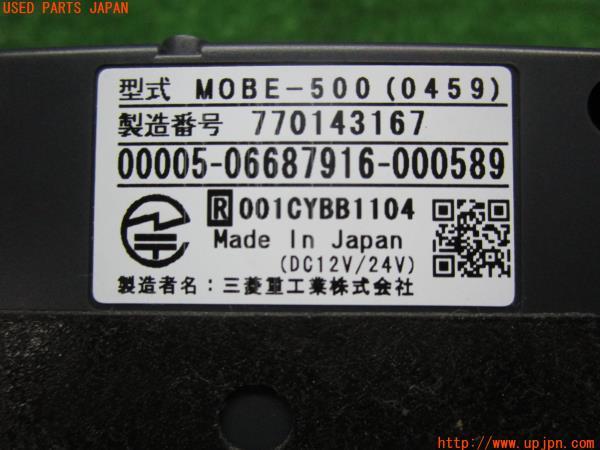 USED PARTS JAPAN
型式 MOBE-500(0459)
製造番号 770143167
00005-06687916-000589
R 001CYBB1104
Made In Japan
(DC12V/24V)
製造者名:三菱重工業株式会社
http://www.upjpn.com/